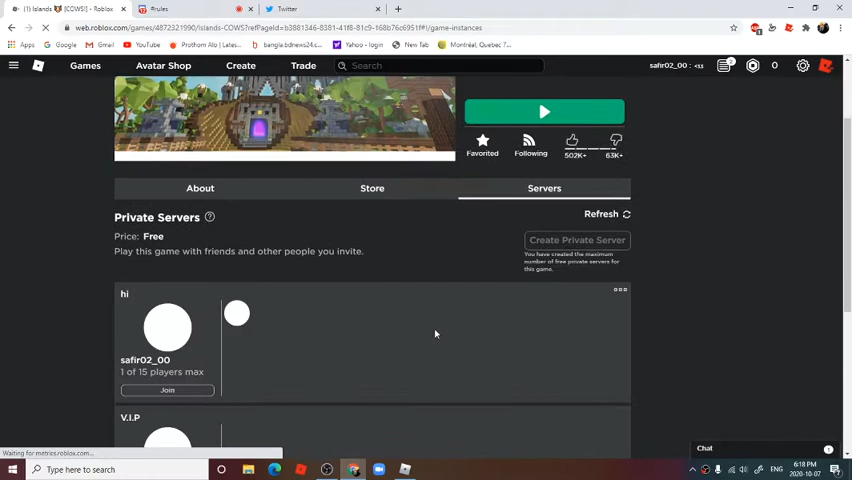 (1) Islands 🐮 [COWS!] - Roblox
#rules
Twitter
web.roblox.com/games/4872321990/Islands-COWS?refPageId=b3881346-8381-41f8-81c9-168b76c6951f#!/game-instances
Apps
Google
Gmail
YouTube
Prothom Alo | Latest...
bangla.bdnews24.c...
Yahoo - login
New Tab
Montréal, Quebec 7...
Games
Avatar Shop
Create
Trade
Search
safir02_00 :
0
Favorited
Following
502K+
63K+
About
Store
Servers
Private Servers
Refresh
Price: Free
Create Private Server
Play this game with friends and other people you invite.
You have created the maximum
number of free private servers for
this game.
hi
safir02_00
1 of 15 players max
Join
V.I.P
Waiting for metrics.roblox.com...
Chat
1
Type here to search
ENG
6:18 PM
2020-10-07